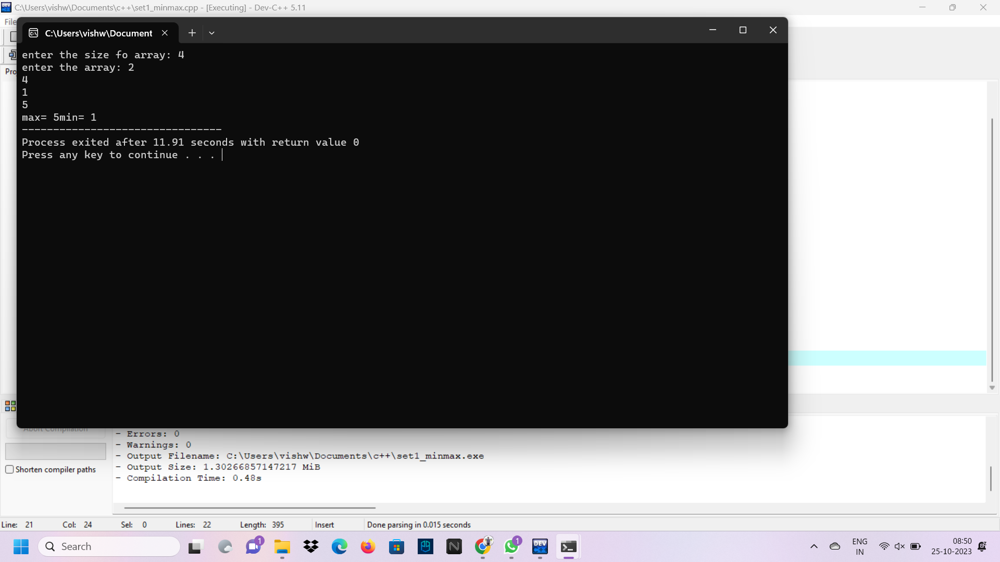 C:\Users\vishw\Documents\c++\set1_minmax.cpp - [Executing] - Dev-C++ 5.11
File
C:\Users\vishw\Document
enter the size fo array: 4
enter the array: 2
4
1
5
max= 5min= 1
--------------------------------
Process exited after 11.91 seconds with return value 0
Press any key to continue . . .
Abort Compilation
Shorten compiler paths
- Errors: 0
- Warnings: 0
- Output Filename: C:\Users\vishw\Documents\c++\set1_minmax.exe
- Output Size: 1.30266857147217 MiB
- Compilation Time: 0.48s
Line: 21 Col: 24 Sel: 0 Lines: 22 Length: 395 Insert Done parsing in 0.015 seconds
Search
1
1
DEV
C++
ENG
IN
08:50
25-10-2023